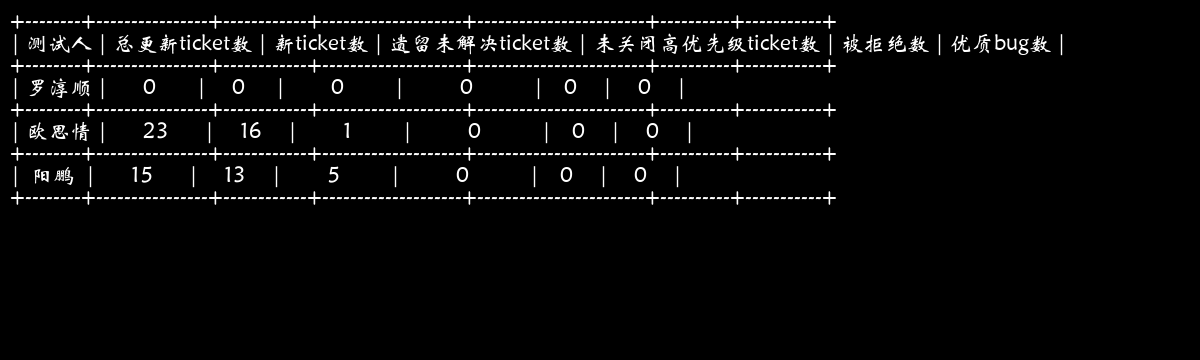 +--------+---------------+-----------+------------------+----------------------+----------+-----------+
| 测试人 | 总更新ticket数 | 新ticket数 | 遗留未解决ticket数 | 未关闭高优先级ticket数 | 被拒绝数 | 优质bug数 |
+--------+---------------+-----------+------------------+----------------------+----------+-----------+
| 罗淳顺 | 0 | 0 | 0 | 0 | 0 | 0 |
+--------+---------------+-----------+------------------+----------------------+----------+-----------+
| 欧思情 | 23 | 16 | 1 | 0 | 0 | 0 |
+--------+---------------+-----------+------------------+----------------------+----------+-----------+
| 阳鹏 | 15 | 13 | 5 | 0 | 0 | 0 |
+--------+---------------+-----------+------------------+----------------------+----------+-----------+